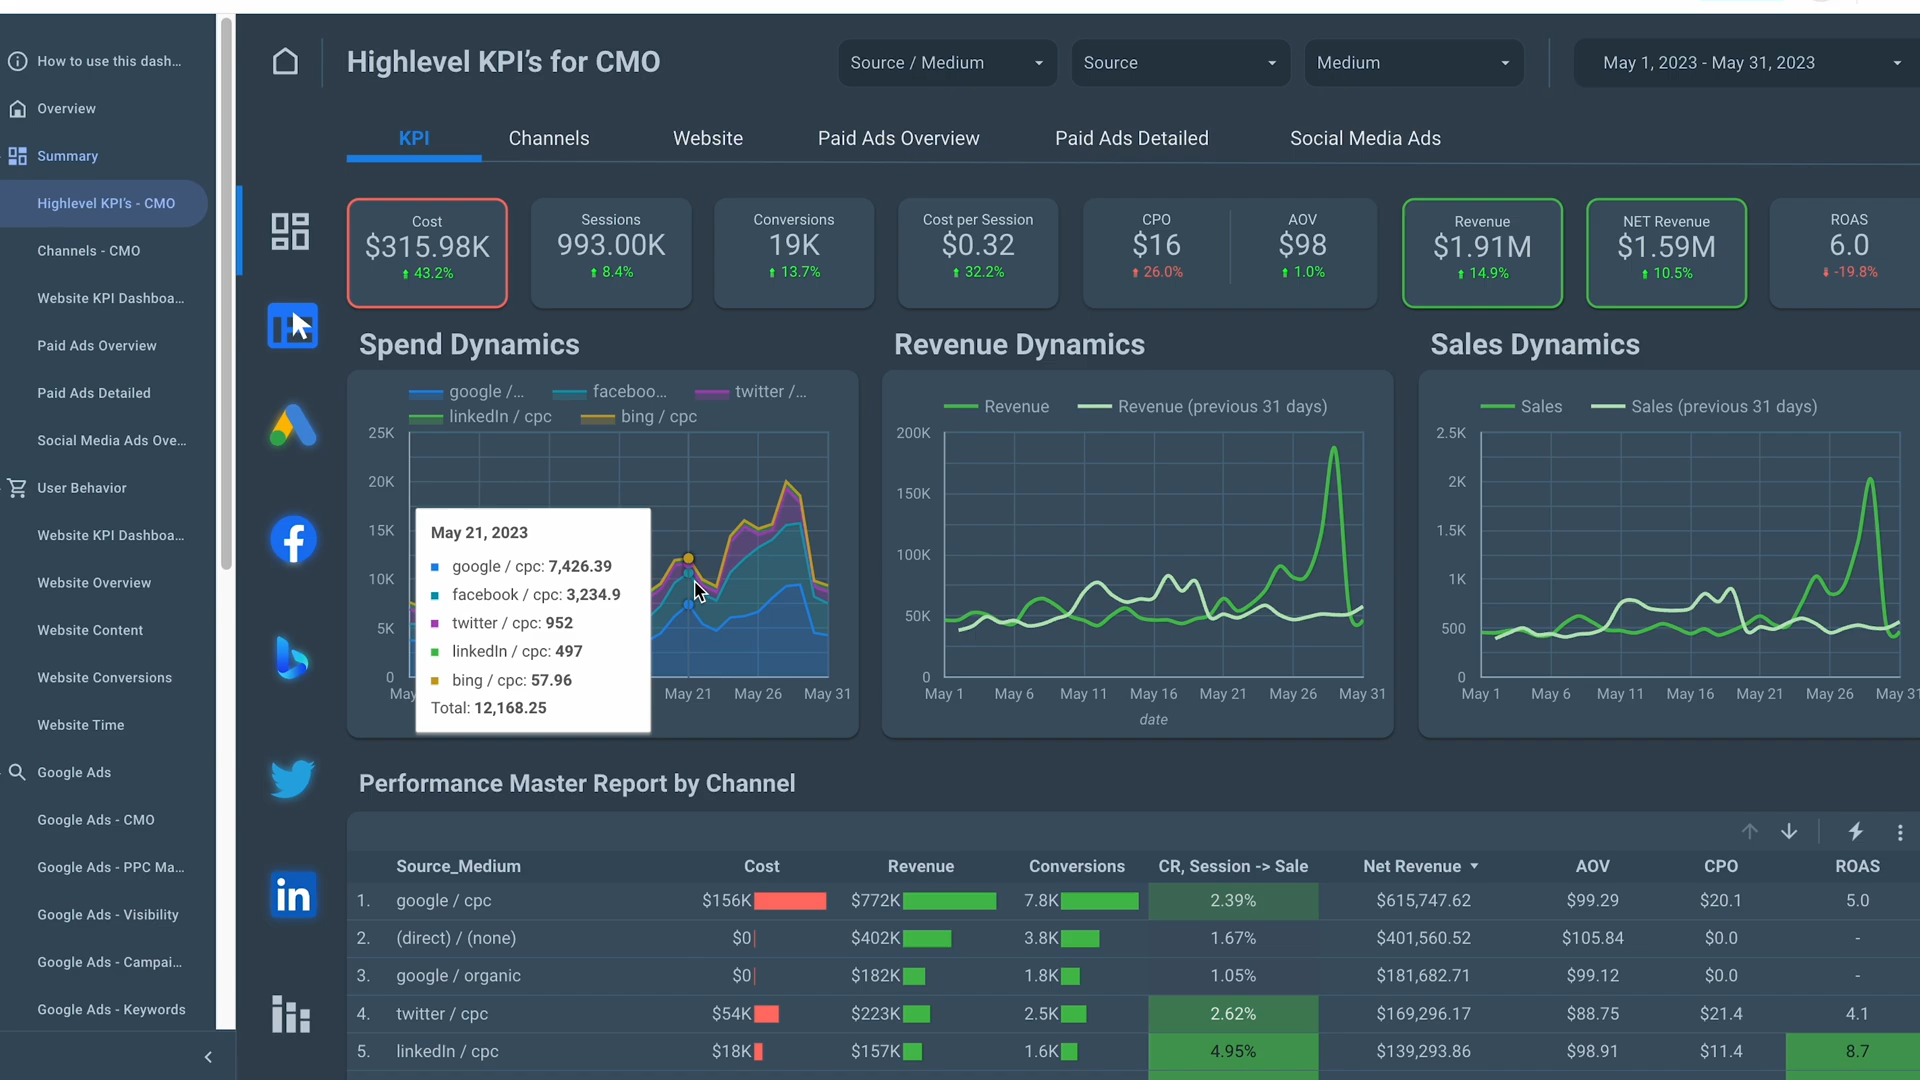 How to use this dash...
Overview
Summary
Highlevel KPI's - CMO
Channels - CMO
Website KPI Dashboa...
Paid Ads Overview
Paid Ads Detailed
Social Media Ads Ove...
User Behavior
Website KPI Dashboa...
Website Overview
Website Content
Website Conversions
Website Time
Google Ads
Google Ads - CMO
Google Ads - PPC Ma...
Google Ads - Visibility
Google Ads - Campai...
Google Ads - Keywords
Highlevel KPI's for CMO
Source / Medium
Source
Medium
May 1, 2023 - May 31, 2023
KPI Channels Website Paid Ads Overview Paid Ads Detailed Social Media Ads
Cost
$315.98K
43.2%
Sessions
993.00K
8.4%
Conversions
19K
13.7%
Cost per Session
$0.32
32.2%
CPO
$16
26.0%
AOV
$98
1.0%
Revenue
$1.91M
14.9%
NET Revenue
$1.59M
10.5%
ROAS
6.0
-19.8%
Spend Dynamics
google /... faceboo... twitter /...
linkedIn / cpc bing / cpc
25K
20K
15K
10K
5K
0
May
May 21 May 26 May 31
May 21, 2023
google / cpc: 7,426.39
facebook / cpc: 3,234.9
twitter / cpc: 952
linkedIn / cpc: 497
bing / cpc: 57.96
Total: 12,168.25
Revenue Dynamics
Revenue Revenue (previous 31 days)
200K
150K
100K
50K
0
May 1 May 6 May 11 May 16 May 21 May 26 May 31
date
Sales Dynamics
Sales Sales (previous 31 days)
2.5K
2K
1.5K
1K
500
0
May 1 May 6 May 11 May 16 May 21 May 26 May 31
Performance Master Report by Channel
Source_Medium Cost Revenue Conversions CR, Session -> Sale Net Revenue AOV CPO ROAS
1. google / cpc $156K $772K 7.8K 2.39% $615,747.62 $99.29 $20.1 5.0
2. (direct) / (none) $0 $402K 3.8K 1.67% $401,560.52 $105.84 $0.0 -
3. google / organic $0 $182K 1.8K 1.05% $181,682.71 $99.12 $0.0 -
4. twitter / cpc $54K $223K 2.5K 2.62% $169,296.17 $88.75 $21.4 4.1
5. linkedIn / cpc $18K $157K 1.6K 4.95% $139,293.86 $98.91 $11.4 8.7
in